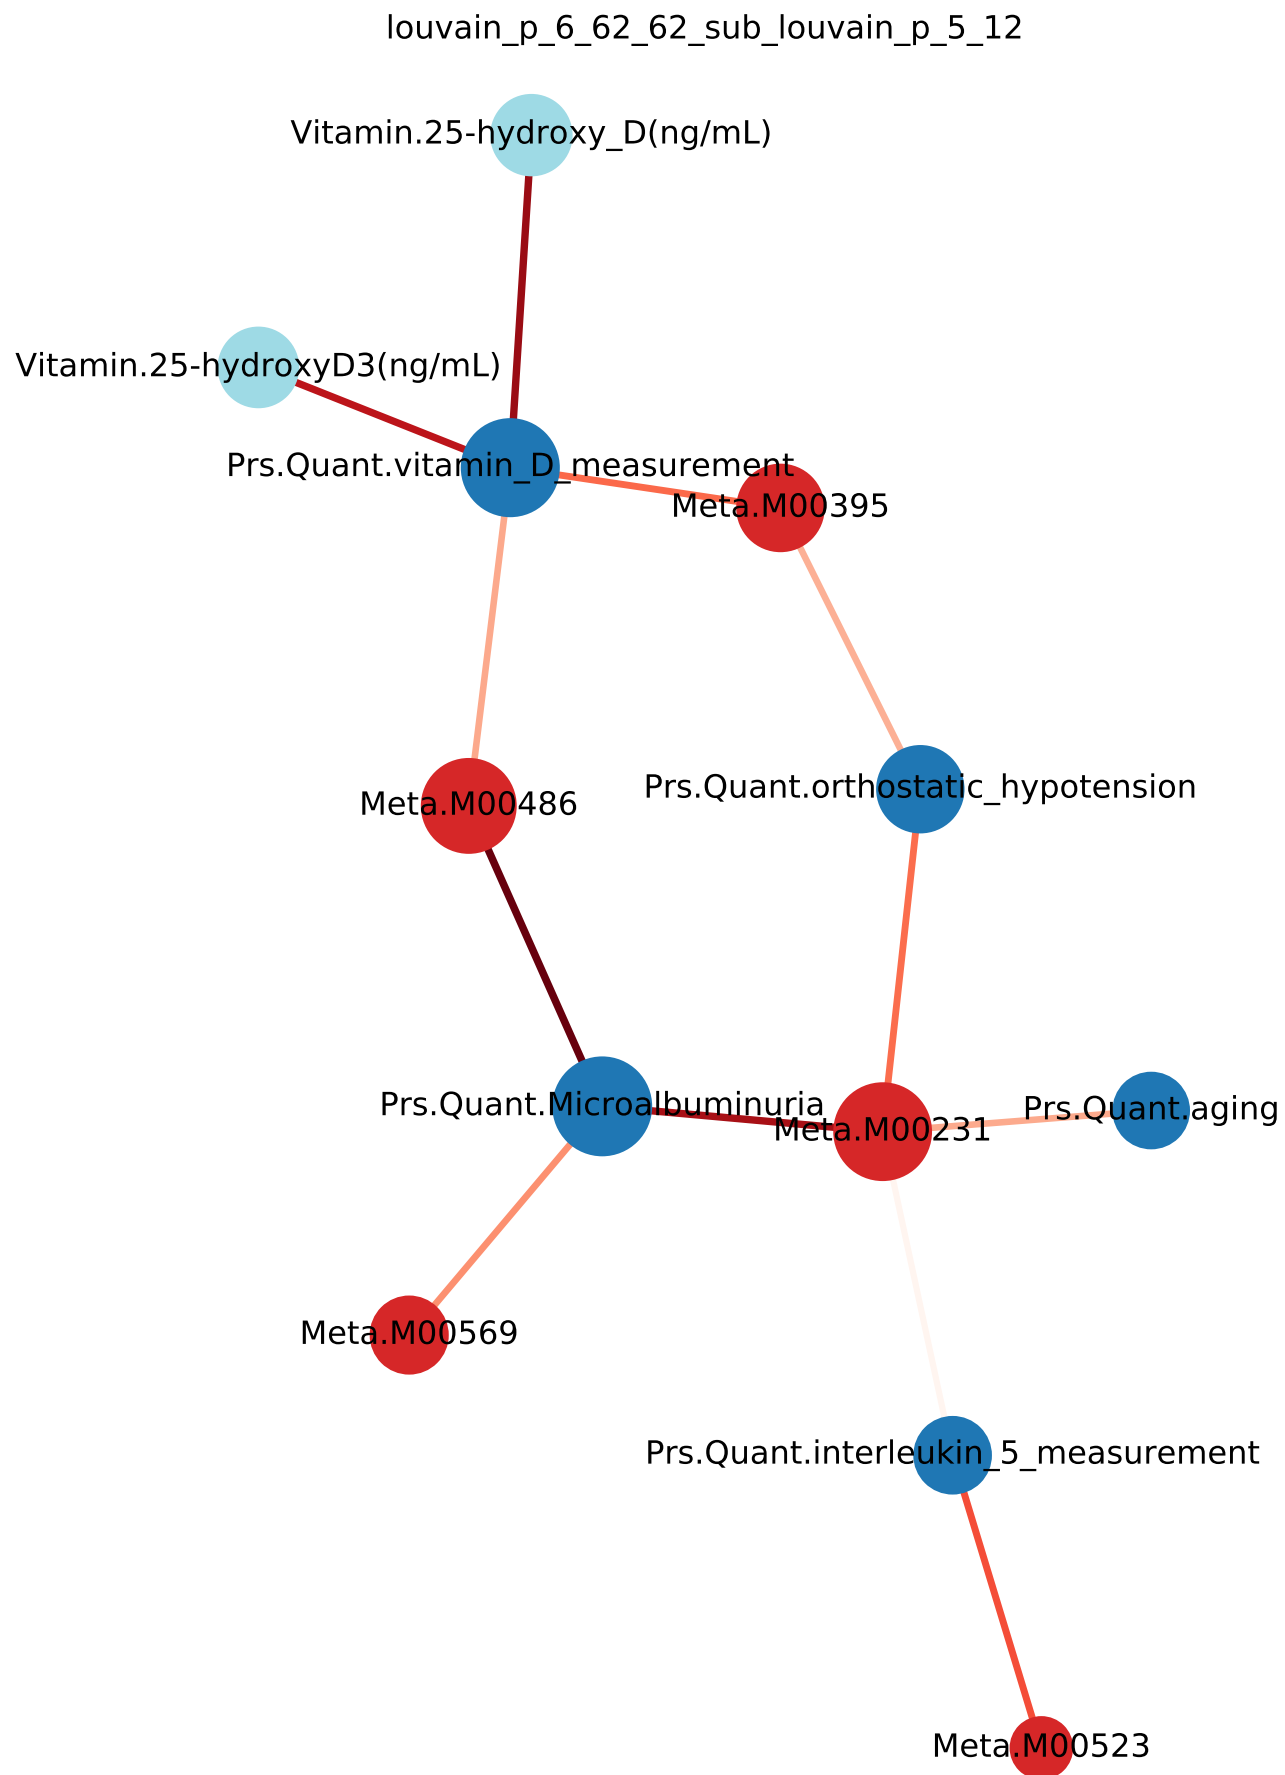 louvain_p_6_62_62_sub_louvain_p_5_12
Vitamin.25-hydroxy_D(ng/mL)
Vitamin.25-hydroxyD3(ng/mL)
Prs.Quant.vitamin_D_measurement
Meta.M00395
Prs.Quant.orthostatic_hypotension
Meta.M00486
Prs.Quant.Microalbuminuria
Meta.M00231
Prs.Quant.aging
Meta.M00569
Prs.Quant.interleukin_5_measurement
Meta.M00523